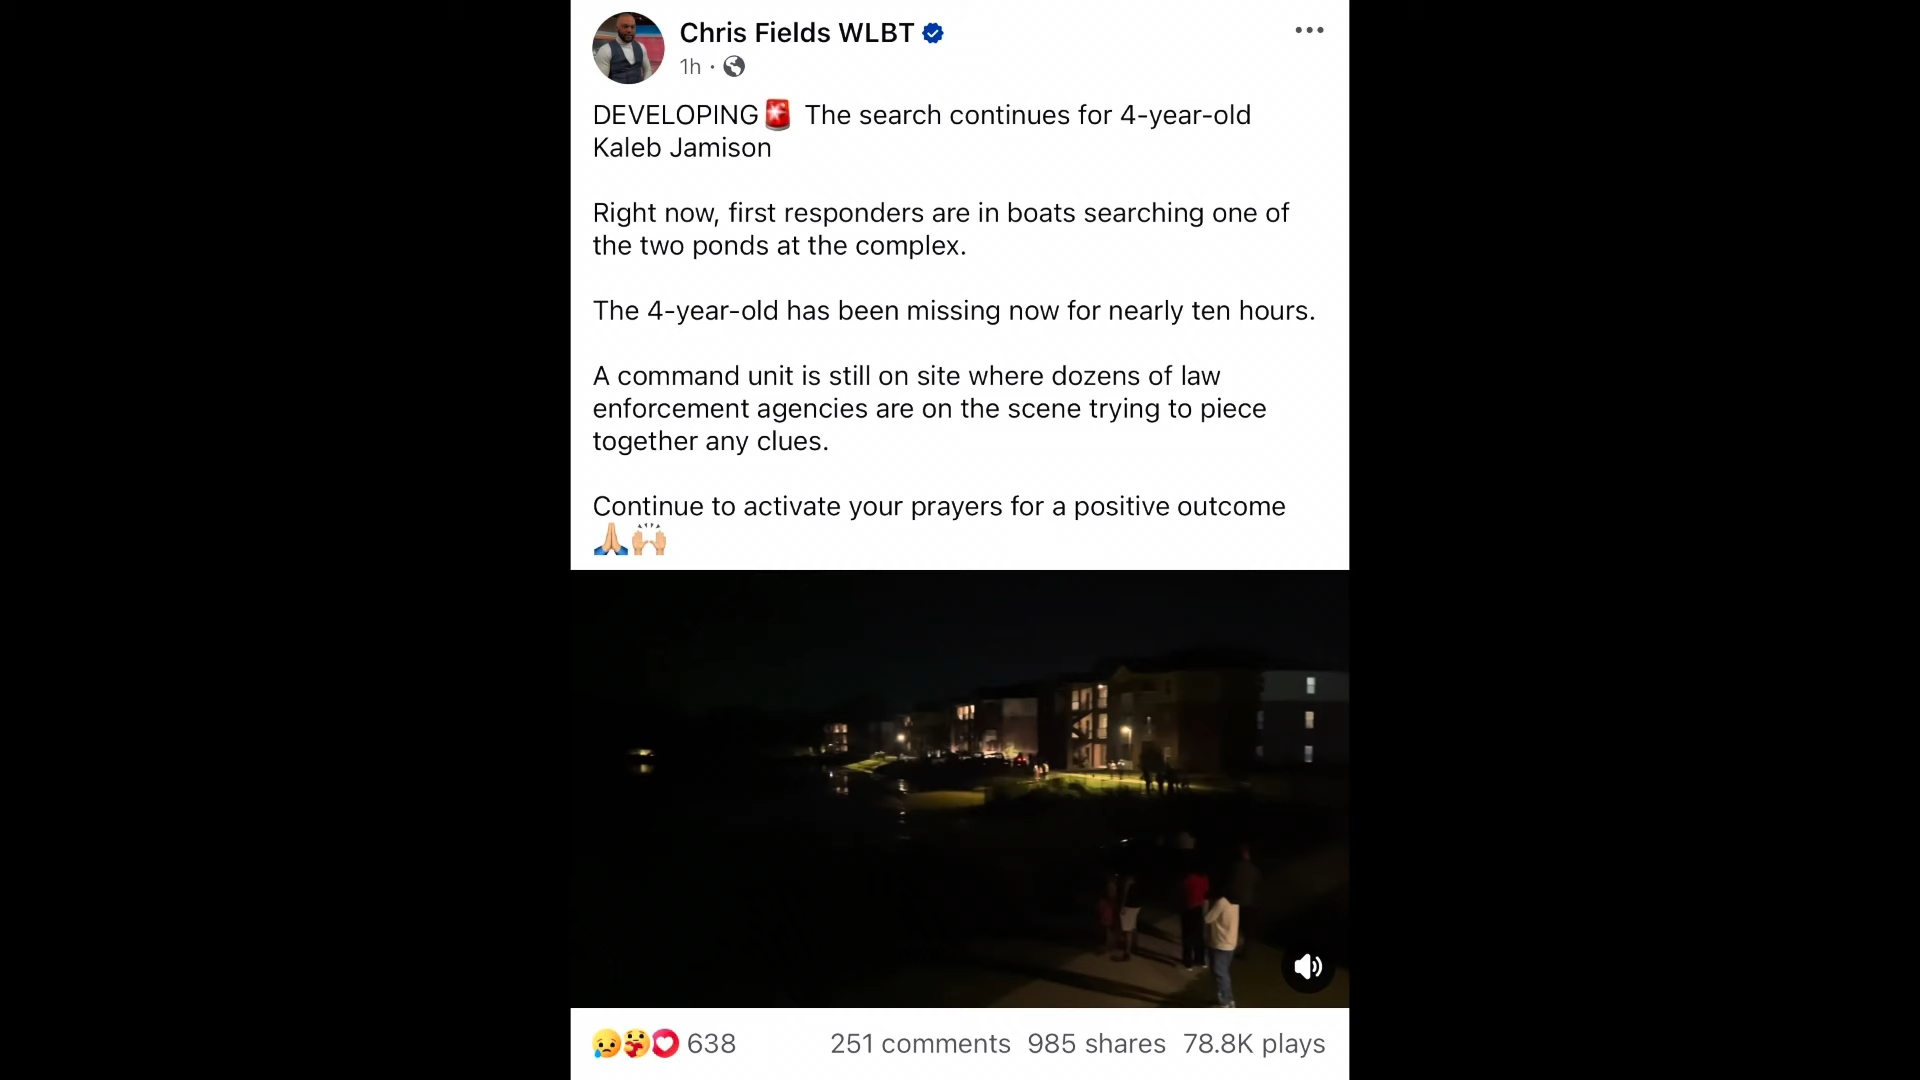 Chris Fields WLBT
1h ·
DEVELOPING🚨 The search continues for 4-year-old
Kaleb Jamison
Right now, first responders are in boats searching one of
the two ponds at the complex.
The 4-year-old has been missing now for nearly ten hours.
A command unit is still on site where dozens of law
enforcement agencies are on the scene trying to piece
together any clues.
Continue to activate your prayers for a positive outcome
🙏🏼🙌🏼
638 251 comments 985 shares 78.8K plays